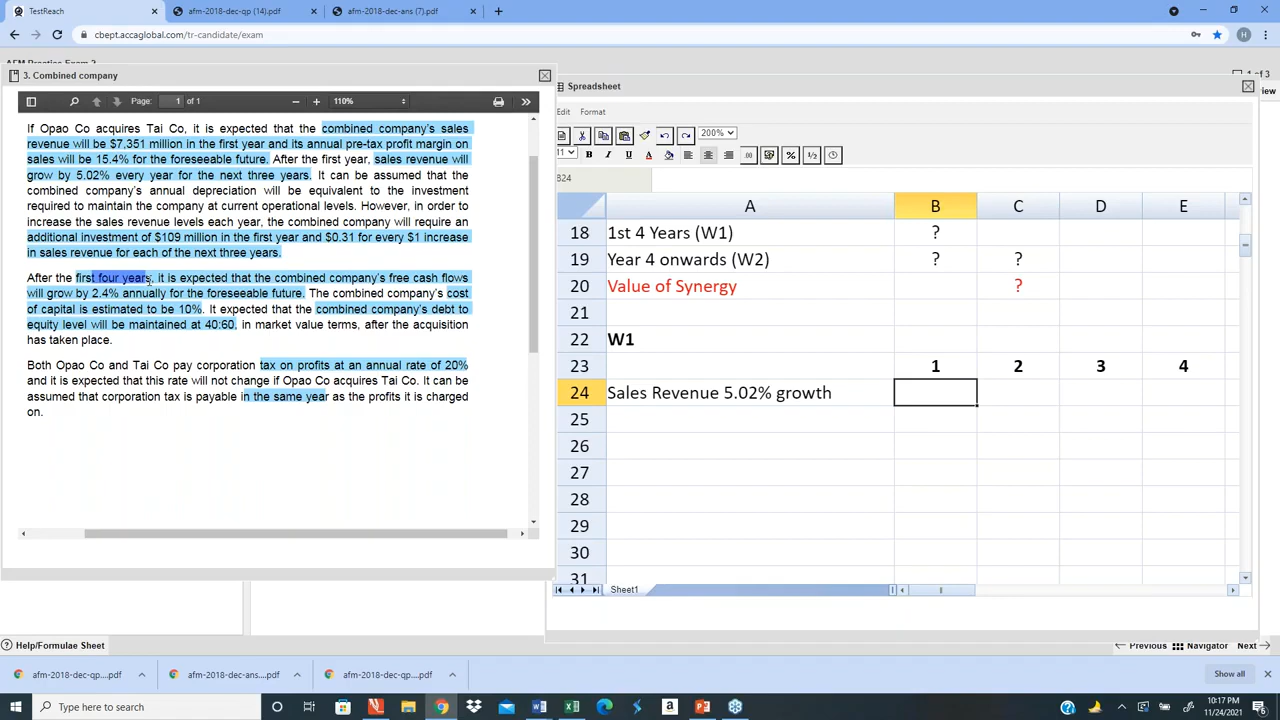 TestReach
afm-2018-dec-qp (14).pdf
afm-2018-dec-ans (7).pdf
cbept.accaglobal.com/tr-candidate/exam
3. Combined company
Page: 1 of 1
110%
If Opao Co acquires Tai Co, it is expected that the combined company's sales
revenue will be $7,351 million in the first year and its annual pre-tax profit margin on
sales will be 15.4% for the foreseeable future. After the first year, sales revenue will
grow by 5.02% every year for the next three years. It can be assumed that the
combined company's annual depreciation will be equivalent to the investment
required to maintain the company at current operational levels. However, in order to
increase the sales revenue levels each year, the combined company will require an
additional investment of $109 million in the first year and $0.31 for every $1 increase
in sales revenue for each of the next three years.
After the first four years, it is expected that the combined company's free cash flows
will grow by 2.4% annually for the foreseeable future. The combined company's cost
of capital is estimated to be 10%. It expected that the combined company's debt to
equity level will be maintained at 40:60, in market value terms, after the acquisition
has taken place.
Both Opao Co and Tai Co pay corporation tax on profits at an annual rate of 20%
and it is expected that this rate will not change if Opao Co acquires Tai Co. It can be
assumed that corporation tax is payable in the same year as the profits it is charged
on.
1 of 3
Spreadsheet
Edit Format
200%
11 B I U A .00 % 1/2
B24
A B C D E
18 1st 4 Years (W1) ?
19 Year 4 onwards (W2) ? ?
20 Value of Synergy ?
21
22 W1
23 1 2 3 4
24 Sales Revenue 5.02% growth
25
26
27
28
29
30
31
Sheet1
Help/Formulae Sheet
Previous Navigator Next
afm-2018-dec-qp....pdf
afm-2018-dec-ans....pdf
afm-2018-dec-qp....pdf
Show all
Type here to search
10:17 PM
11/24/2021